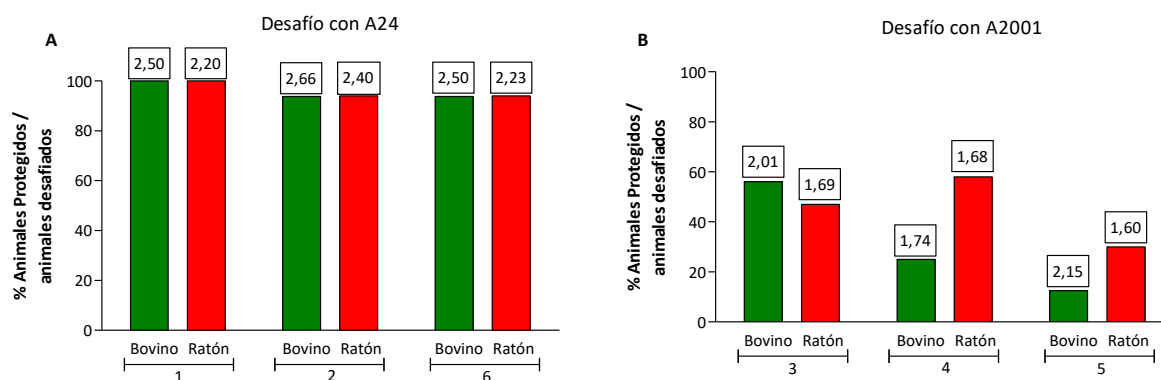 A
Desafío con A24
% Animales Protegidos /
animales desafiados
100
80
60
40
20
0
2,50
2,20
2,66
2,40
2,50
2,23
Bovino Ratón Bovino Ratón Bovino Ratón
1 2 6
B
Desafío con A2001
% Animales Protegidos /
animales desafiados
100
80
60
40
20
0
2,01
1,69
1,74
1,68
2,15
1,60
Bovino Ratón Bovino Ratón Bovino Ratón
3 4 5